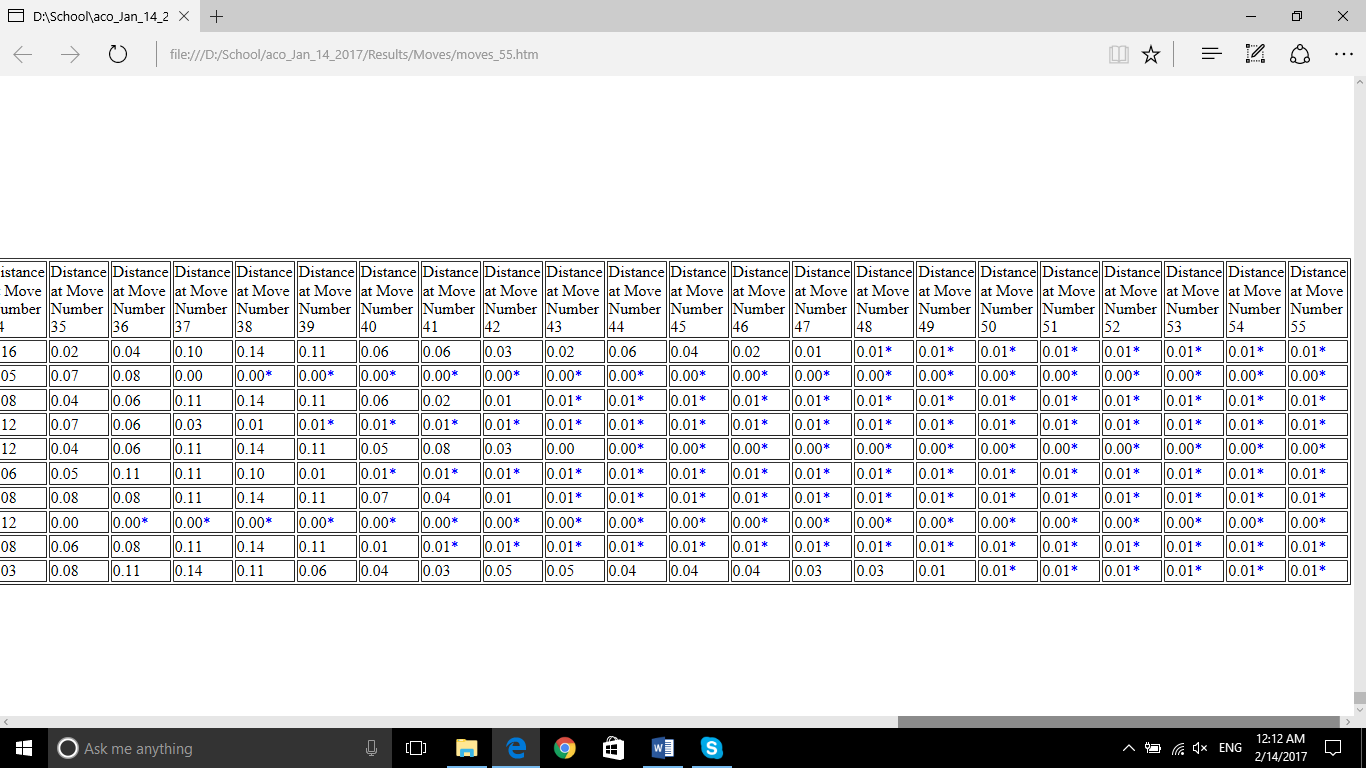 D:\School\aco_Jan_14_2
file:///D:/School/aco_Jan_14_2017/Results/Moves/moves_55.htm
istance Distance Distance Distance Distance Distance Distance Distance Distance Distance Distance Distance Distance Distance Distance Distance Distance Distance Distance Distance Distance Distance
Move at Move at Move at Move at Move at Move at Move at Move at Move at Move at Move at Move at Move at Move at Move at Move at Move at Move at Move at Move at Move at Move
umber Number Number Number Number Number Number Number Number Number Number Number Number Number Number Number Number Number Number Number Number Number
4 35 36 37 38 39 40 41 42 43 44 45 46 47 48 49 50 51 52 53 54 55
16 0.02 0.04 0.10 0.14 0.11 0.06 0.06 0.03 0.02 0.06 0.04 0.02 0.01 0.01* 0.01* 0.01* 0.01* 0.01* 0.01* 0.01* 0.01*
05 0.07 0.08 0.00 0.00* 0.00* 0.00* 0.00* 0.00* 0.00* 0.00* 0.00* 0.00* 0.00* 0.00* 0.00* 0.00* 0.00* 0.00* 0.00* 0.00* 0.00*
08 0.04 0.06 0.11 0.14 0.11 0.06 0.02 0.01 0.01* 0.01* 0.01* 0.01* 0.01* 0.01* 0.01* 0.01* 0.01* 0.01* 0.01* 0.01* 0.01*
12 0.07 0.06 0.03 0.01 0.01* 0.01* 0.01* 0.01* 0.01* 0.01* 0.01* 0.01* 0.01* 0.01* 0.01* 0.01* 0.01* 0.01* 0.01* 0.01* 0.01*
12 0.04 0.06 0.11 0.14 0.11 0.05 0.08 0.03 0.00 0.00* 0.00* 0.00* 0.00* 0.00* 0.00* 0.00* 0.00* 0.00* 0.00* 0.00* 0.00*
06 0.05 0.11 0.11 0.10 0.01 0.01* 0.01* 0.01* 0.01* 0.01* 0.01* 0.01* 0.01* 0.01* 0.01* 0.01* 0.01* 0.01* 0.01* 0.01* 0.01*
08 0.08 0.08 0.11 0.14 0.11 0.07 0.04 0.01 0.01* 0.01* 0.01* 0.01* 0.01* 0.01* 0.01* 0.01* 0.01* 0.01* 0.01* 0.01* 0.01*
12 0.00 0.00* 0.00* 0.00* 0.00* 0.00* 0.00* 0.00* 0.00* 0.00* 0.00* 0.00* 0.00* 0.00* 0.00* 0.00* 0.00* 0.00* 0.00* 0.00* 0.00*
08 0.06 0.08 0.11 0.14 0.11 0.01 0.01* 0.01* 0.01* 0.01* 0.01* 0.01* 0.01* 0.01* 0.01* 0.01* 0.01* 0.01* 0.01* 0.01* 0.01*
03 0.08 0.11 0.14 0.11 0.06 0.04 0.03 0.05 0.05 0.04 0.04 0.04 0.03 0.03 0.01 0.01* 0.01* 0.01* 0.01* 0.01* 0.01*
Ask me anything
ENG
12:12 AM
2/14/2017